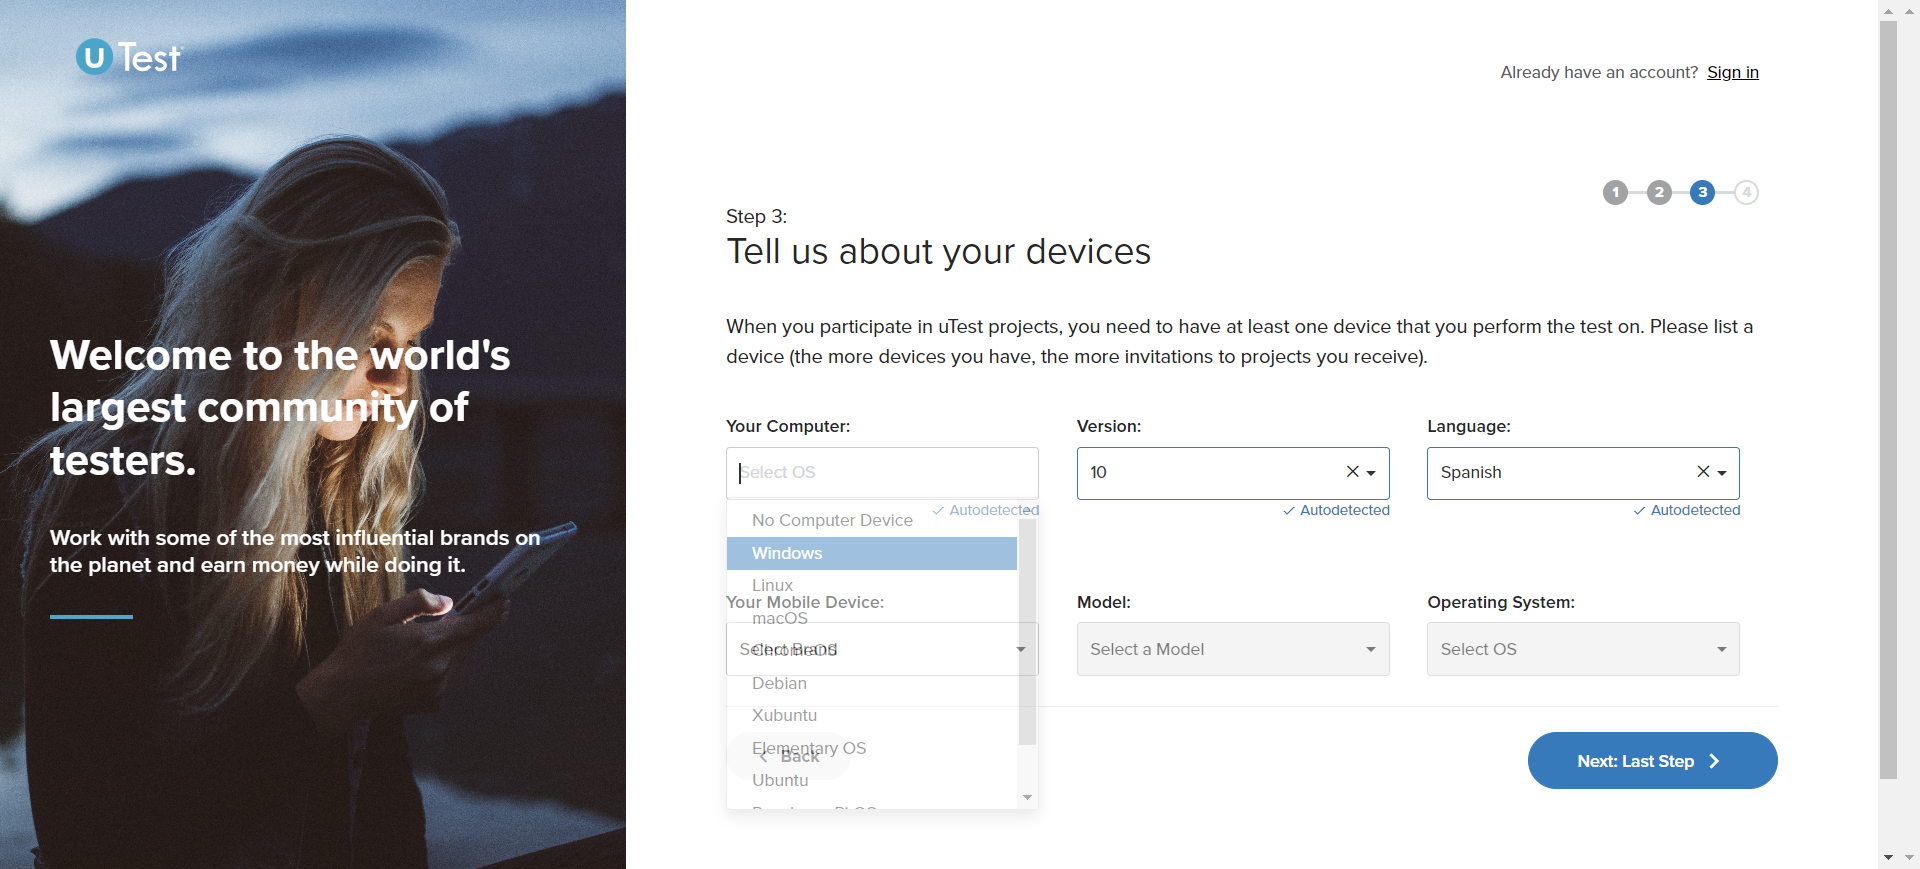 U Test
Already have an account? Sign in
1 2 3 4
Step 3:
Tell us about your devices
When you participate in uTest projects, you need to have at least one device that you perform the test on. Please list a
device (the more devices you have, the more invitations to projects you receive).
Welcome to the world's
largest community of
testers.
Work with some of the most influential brands on
the planet and earn money while doing it.
Your Computer: Version: Language:
Select OS 10 Spanish
Autodetected Autodetected Autodetected
No Computer Device
Windows
Linux
Your Mobile Device: Model: Operating System:
macOS
Select Brand Select a Model Select OS
ChromeOS
Debian
Xubuntu
Elementary OS
Back Next: Last Step
Ubuntu